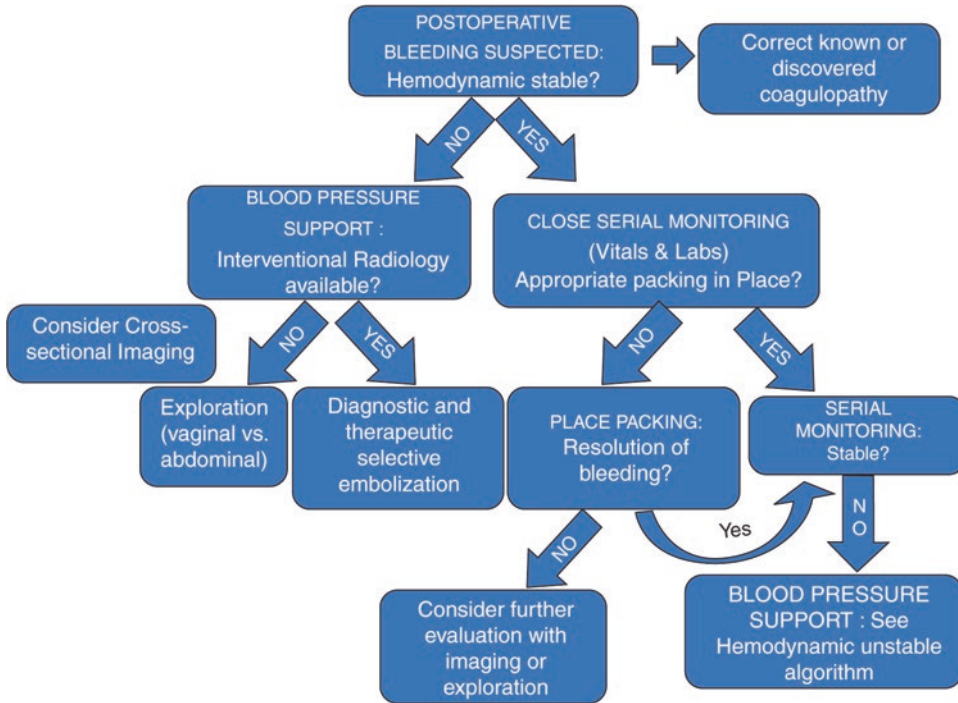 POSTOPERATIVE
BLEEDING SUSPECTED:
Hemodynamic stable?
Correct known or
discovered
coagulopathy
NO
YES
BLOOD PRESSURE
SUPPORT :
Interventional Radiology
available?
CLOSE SERIAL MONITORING
(Vitals & Labs)
Appropriate packing in Place?
Consider Cross-
sectional Imaging
NO
YES
NO
YES
Exploration
(vaginal vs.
abdominal)
Diagnostic and
therapeutic
selective
embolization
PLACE PACKING:
Resolution of
bleeding?
SERIAL
MONITORING:
Stable?
NO
Yes
N
O
Consider further
evaluation with
imaging or
exploration
BLOOD PRESSURE
SUPPORT : See
Hemodynamic unstable
algorithm